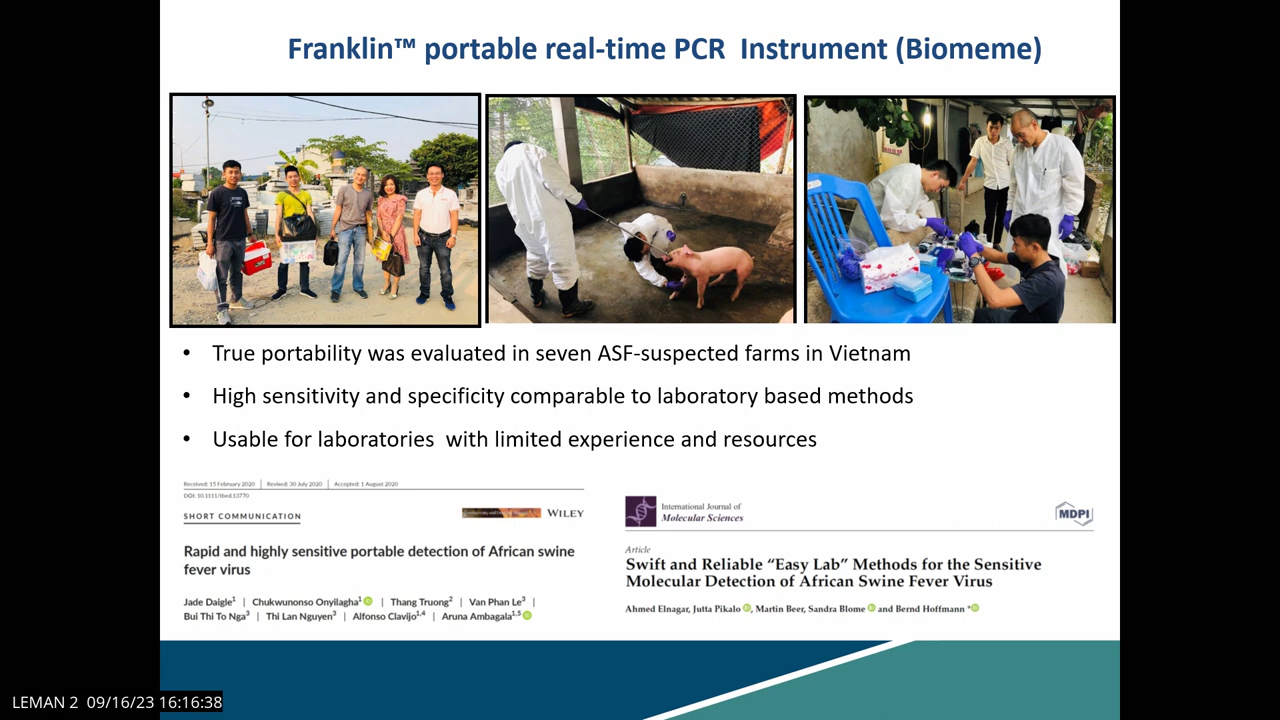 Franklin™ portable real-time PCR Instrument (Biomeme)
• True portability was evaluated in seven ASF-suspected farms in Vietnam
• High sensitivity and specificity comparable to laboratory based methods
• Usable for laboratories with limited experience and resources
Received: 15 February 2020 | Revised: 30 July 2020 | Accepted: 1 August 2020
DOI: 10.1111/tbed.13770
SHORT COMMUNICATION
WILEY
Rapid and highly sensitive portable detection of African swine
fever virus
Jade Daigle1 | Chukwunonso Onyilagha1 | Thang Truong2 | Van Phan Le3 |
Bui Thi To Nga3 | Thi Lan Nguyen3 | Alfonso Clavijo1,4 | Aruna Ambagala1,5
International Journal of
Molecular Sciences
MDPI
Article
Swift and Reliable “Easy Lab” Methods for the Sensitive
Molecular Detection of African Swine Fever Virus
Ahmed Elnagar, Jutta Pikalo, Martin Beer, Sandra Blome and Bernd Hoffmann *
LEMAN 2 09/16/23 16:16:38